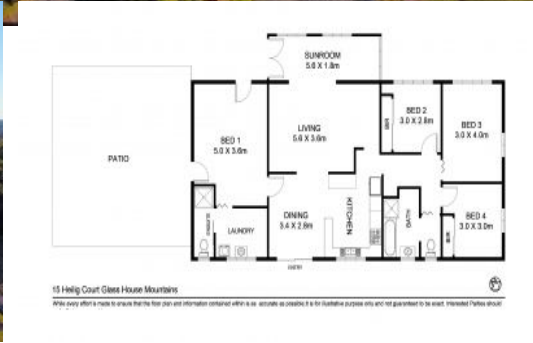 SUNROOM
5.6 X 1.8m
BED 2
3.0 X 2.8m
BED 3
3.0 X 4.0m
BED 1
5.0 X 3.6m
LIVING
5.6 X 3.6m
PATIO
BATH
KITCHEN
DINING
3.4 X 2.8m
BED 4
3.0 X 3.0m
LAUNDRY
ENTRY
15 Heilig Court Glass House Mountains
While every effort is made to ensure that the floor plan and information contained within is as accurate as possible it is for illustrative purpose only and not guaranteed to be exact. Interested Parties should